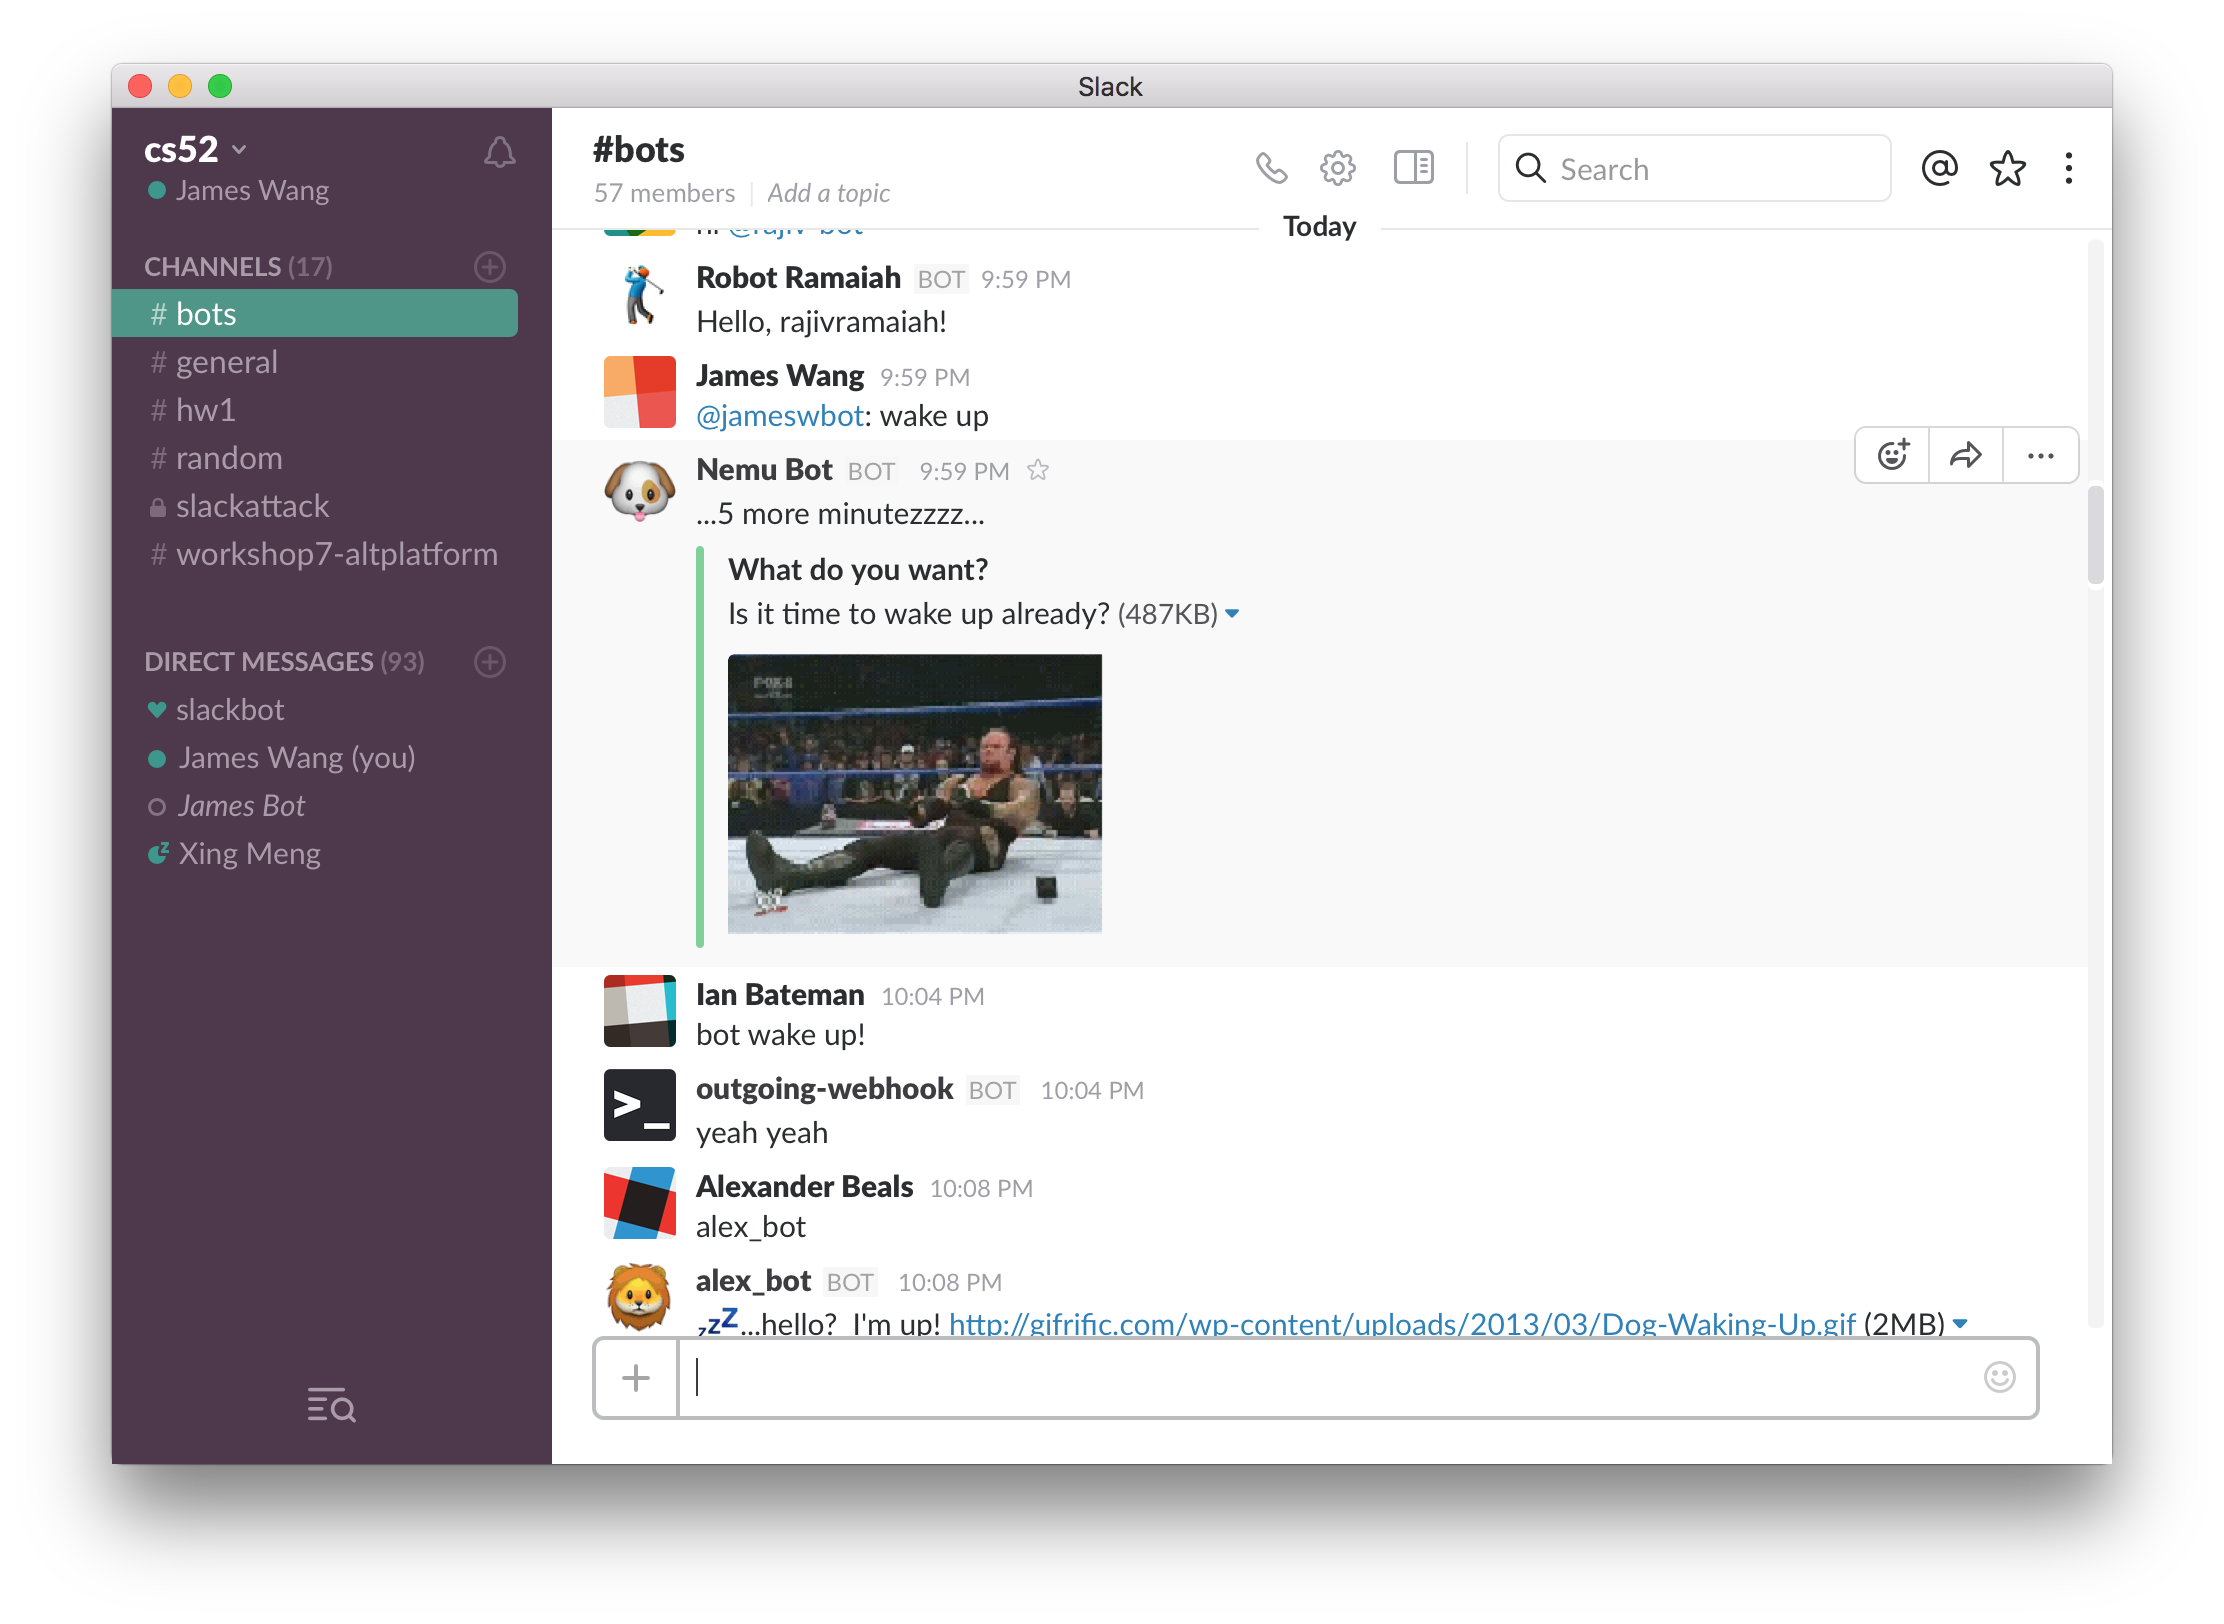 Slack
cs52
James Wang
CHANNELS (17)
# bots
# general
# hw1
# random
slackattack
# workshop7-altplatform
DIRECT MESSAGES (93)
slackbot
James Wang (you)
James Bot
Xing Meng
#bots
57 members Add a topic
Search
Today
hi @rajiv-bot
Robot Ramaiah BOT 9:59 PM
Hello, rajivramaiah!
James Wang 9:59 PM
@jameswbot: wake up
Nemu Bot BOT 9:59 PM
...5 more minutezzzz...
What do you want?
Is it time to wake up already? (487KB)
Ian Bateman 10:04 PM
bot wake up!
outgoing-webhook BOT 10:04 PM
>_
yeah yeah
Alexander Beals 10:08 PM
alex_bot
alex_bot BOT 10:08 PM
zzZ...hello? I'm up! http://gifrific.com/wp-content/uploads/2013/03/Dog-Waking-Up.gif (2MB)